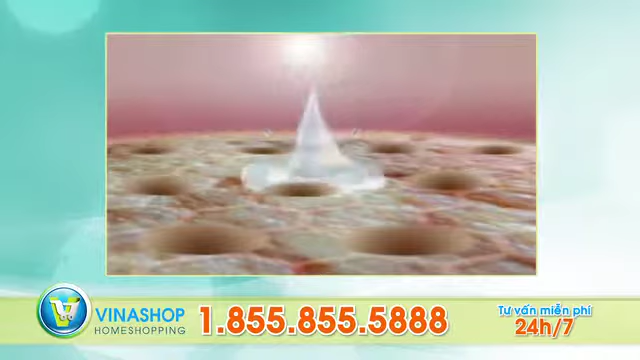 VINASHOP
HOMESHOPPING
1.855.855.5888
Tư vấn miễn phí
24h/7